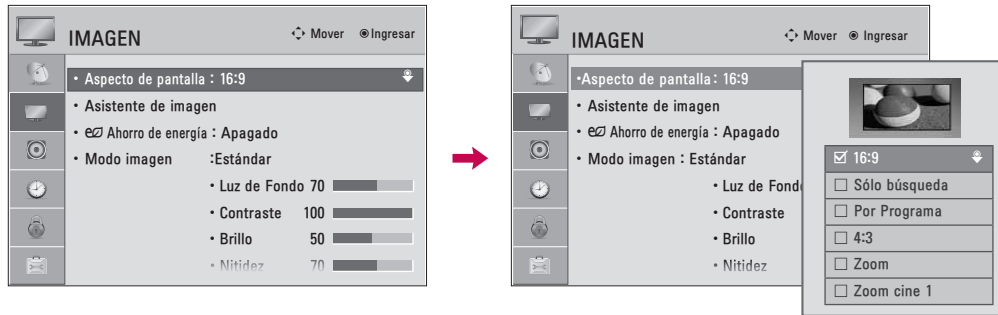 IMAGEN
Mover
Ingresar
• Aspecto de pantalla : 16:9
• Asistente de imagen
• Ahorro de energía : Apagado
• Modo imagen :Estándar
• Luz de Fondo 70
• Contraste 100
• Brillo 50
• Nitidez 70
IMAGEN
Mover
Ingresar
•Aspecto de pantalla : 16:9
• Asistente de imagen
• Ahorro de energía : Apagado
• Modo imagen : Estándar
• Luz de Fond
• Contraste
• Brillo
• Nitidez
16:9
Sólo búsqueda
Por Programa
4:3
Zoom
Zoom cine 1